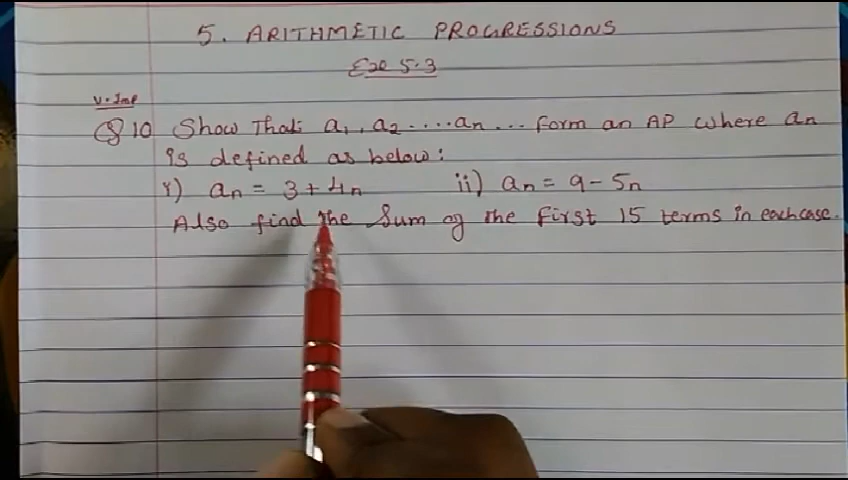 5. ARITHMETIC PROGRESSIONS
Exe 5.3
V. Imp
Q 10 Show That a₁, a₂ ..... an ... form an AP where an
is defined as below:
i) an = 3 + 4n ii) an = 9 - 5n
Also find the Sum of the first 15 terms in each case.